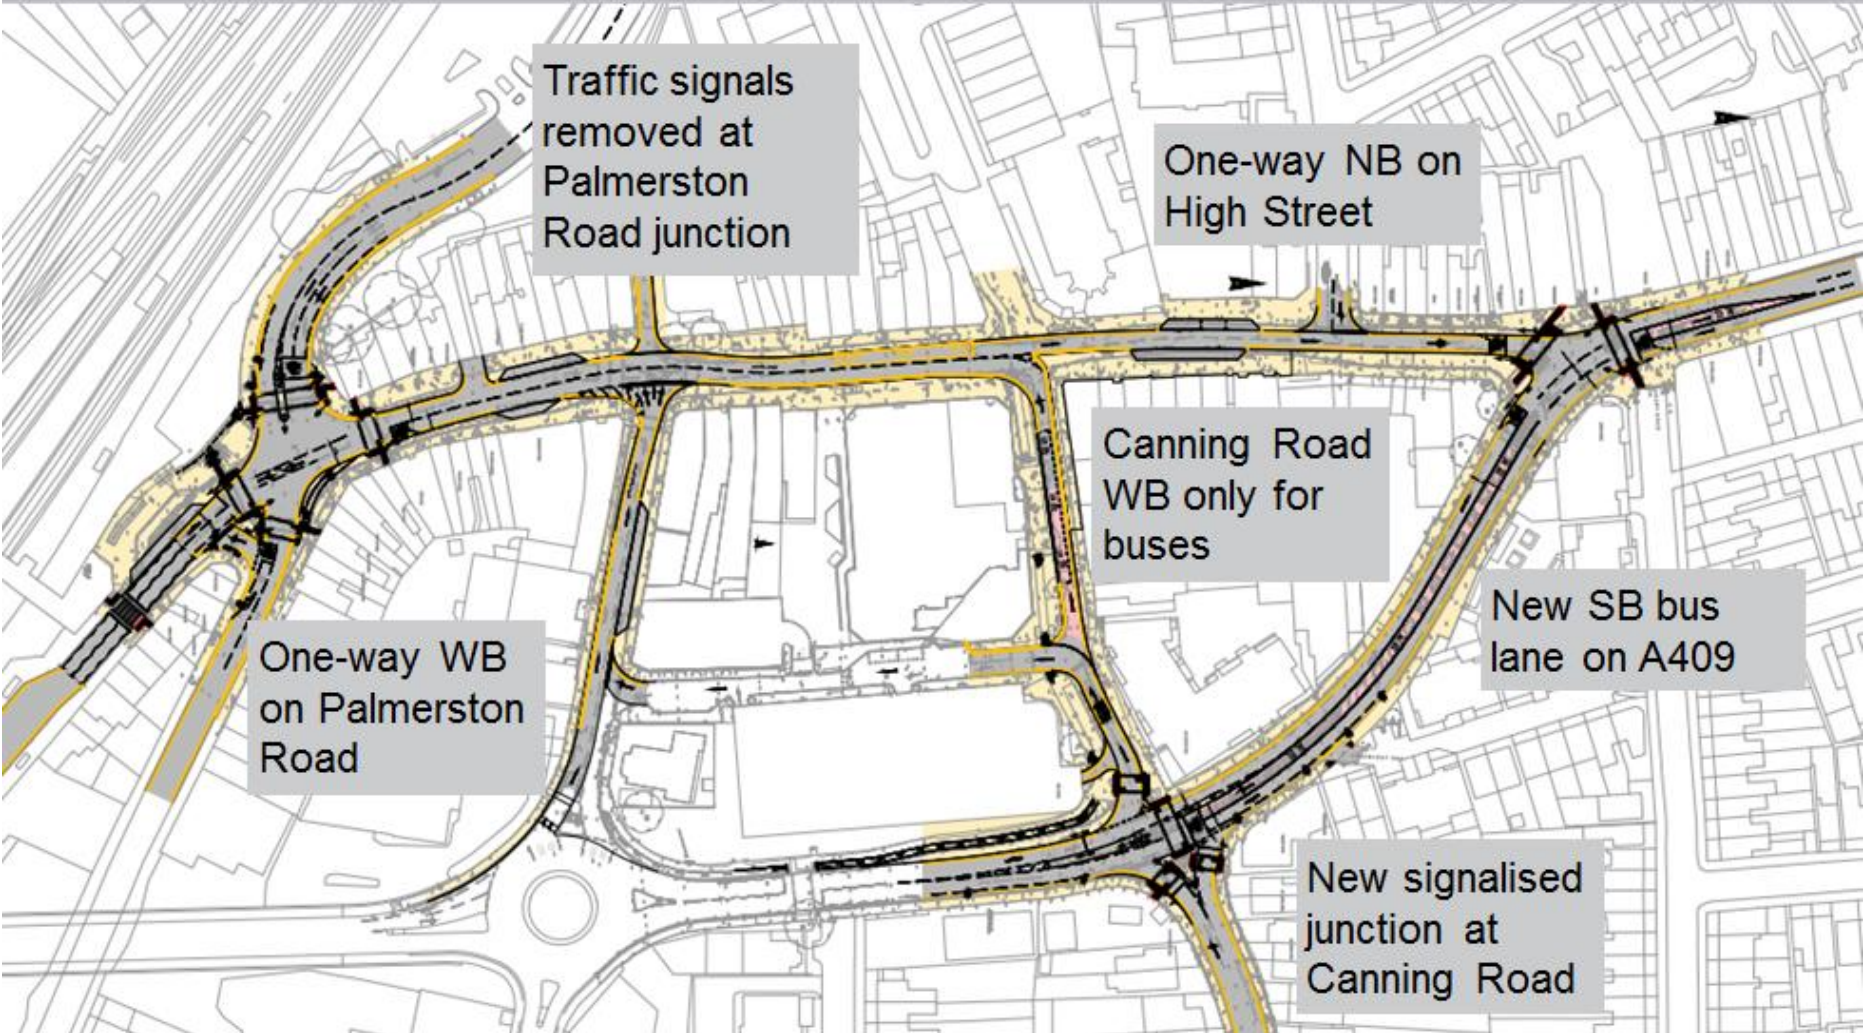 Traffic signals
removed at
Palmerston
Road junction
One-way NB on
High Street
Canning Road
WB only for
buses
New SB bus
lane on A409
One-way WB
on Palmerston
Road
New signalised
junction at
Canning Road